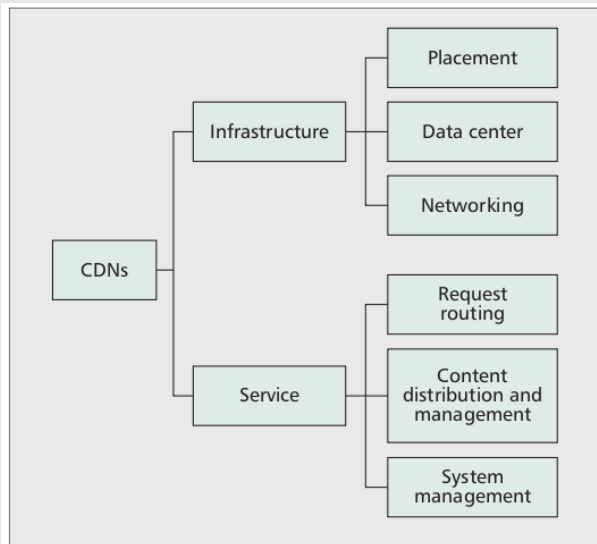 Placement
Infrastructure
Data center
Networking
CDNs
Request
routing
Service
Content
distribution and
management
System
management